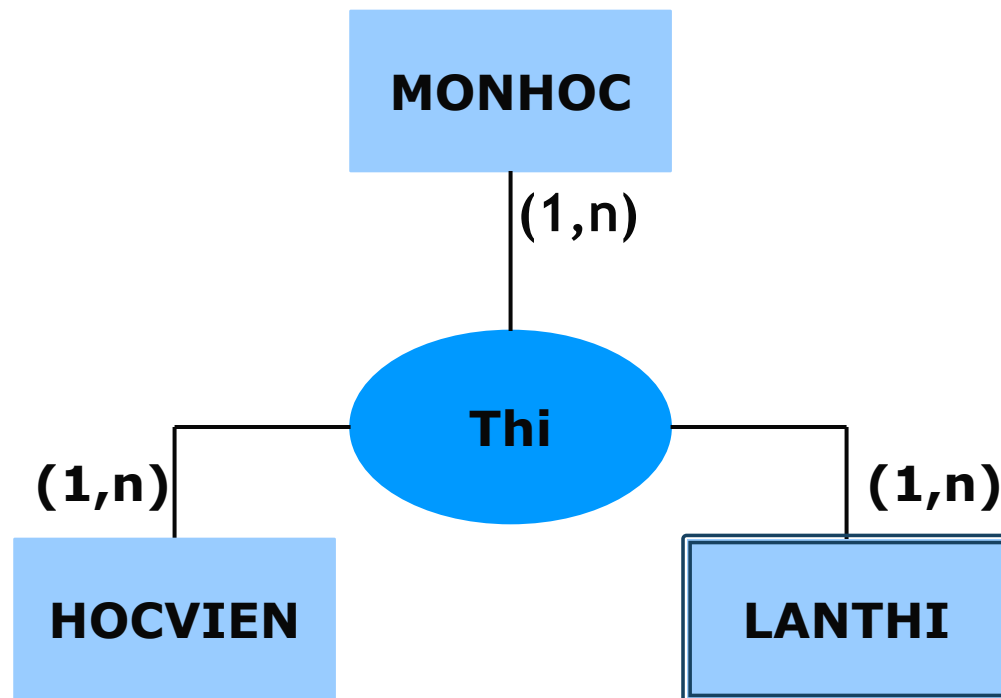 MONHOC
(1,n)
Thi
(1,n)
(1,n)
HOCVIEN
LANTHI